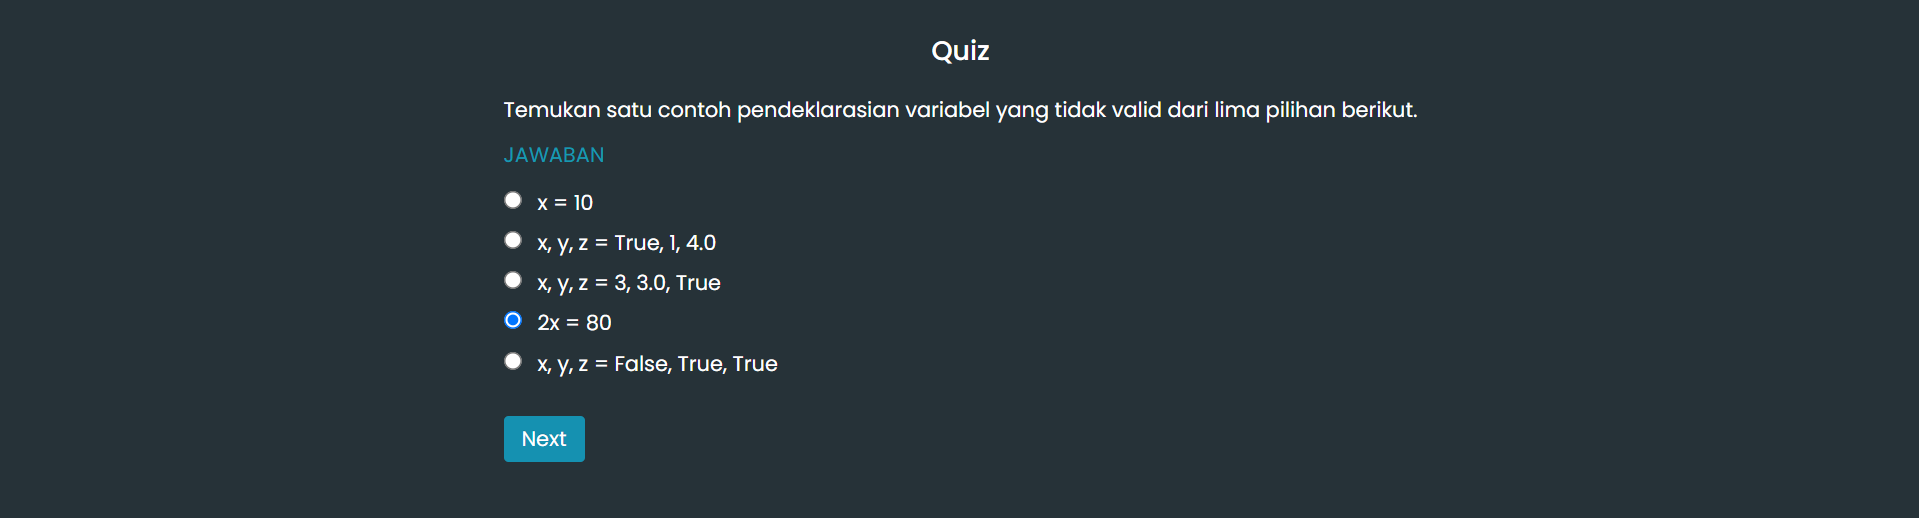 Quiz
Temukan satu contoh pendeklarasian variabel yang tidak valid dari lima pilihan berikut.
JAWABAN
x = 10
x, y, z = True, 1, 4.0
x, y, z = 3, 3.0, True
2x = 80
x, y, z = False, True, True
Next